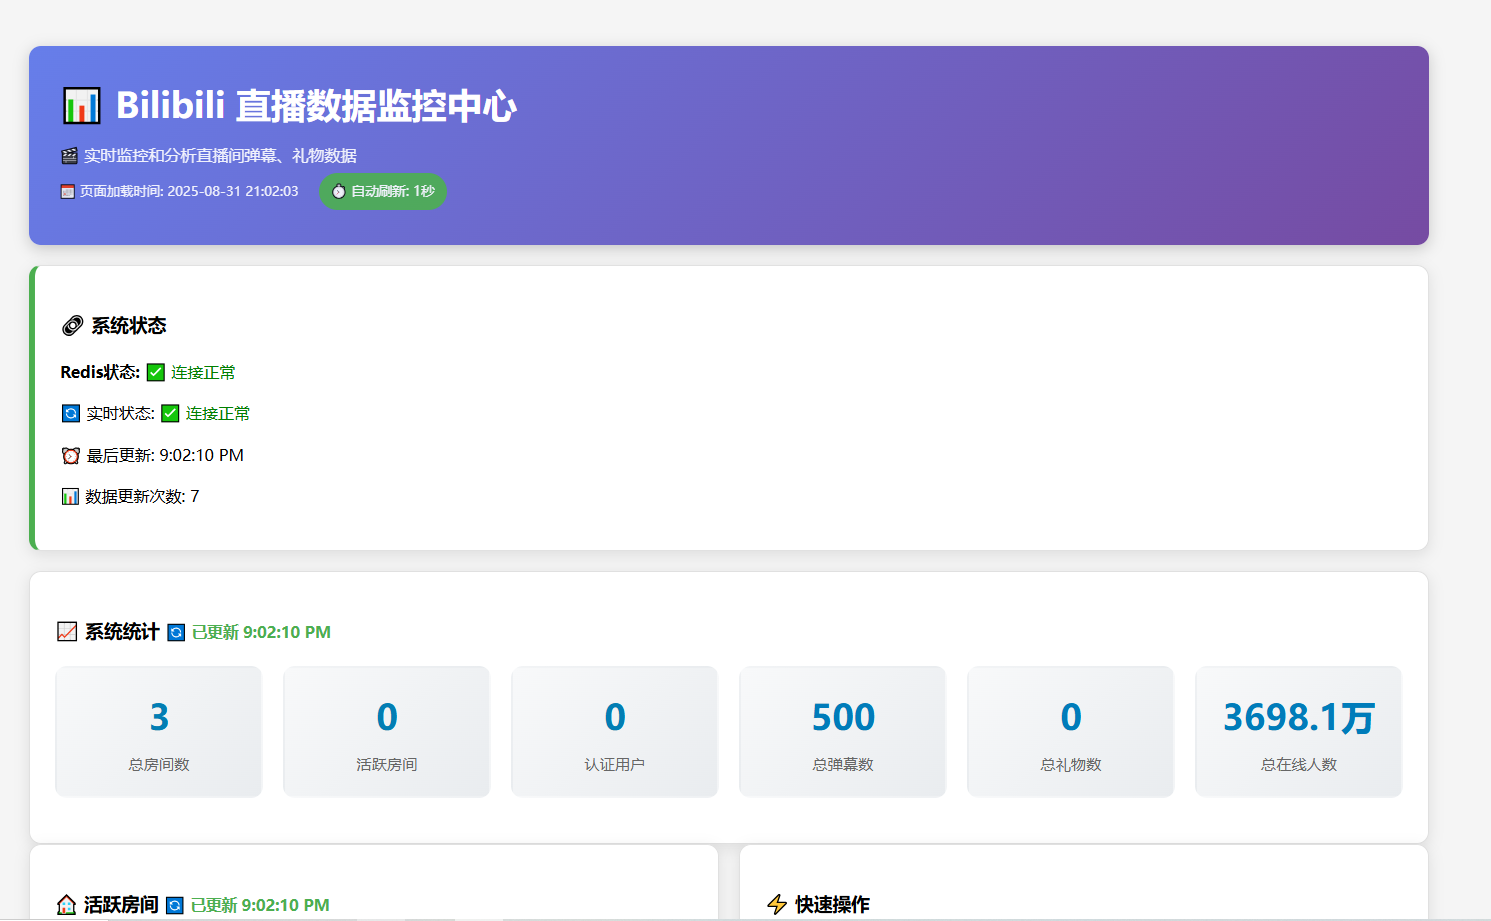 📊 Bilibili 直播数据监控中心
🎬 实时监控和分析直播间弹幕、礼物数据
📅 页面加载时间: 2025-08-31 21:02:03 ⏱️ 自动刷新: 1秒
🔗 系统状态
Redis状态: ✅ 连接正常
🔄 实时状态: ✅ 连接正常
⏰ 最后更新: 9:02:10 PM
📊 数据更新次数: 7
📈 系统统计 🔄 已更新 9:02:10 PM
3 0 0 500 0 3698.1万
总房间数 活跃房间 认证用户 总弹幕数 总礼物数 总在线人数
🏠 活跃房间 🔄 已更新 9:02:10 PM
⚡ 快速操作